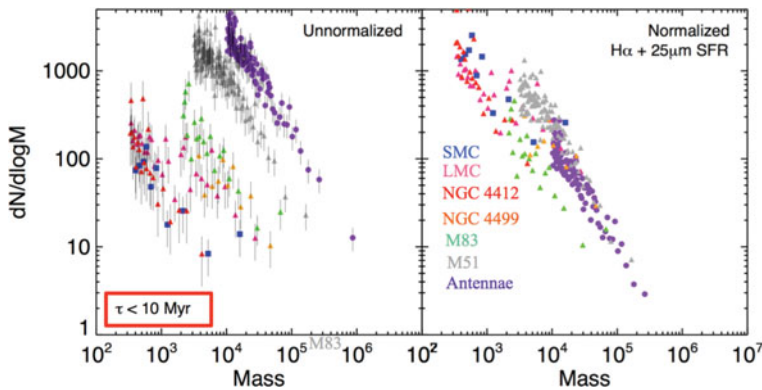 Unnormalized
Normalized
Hα + 25μm SFR
dN/dlogM
1000
100
10
1
SMC
LMC
NGC 4412
NGC 4499
M83
M51
Antennae
τ < 10 Myr
M83
10² 10³ 10⁴ 10⁵ 10⁶ 10² 10³ 10⁴ 10⁵ 10⁶ 10⁷
Mass Mass